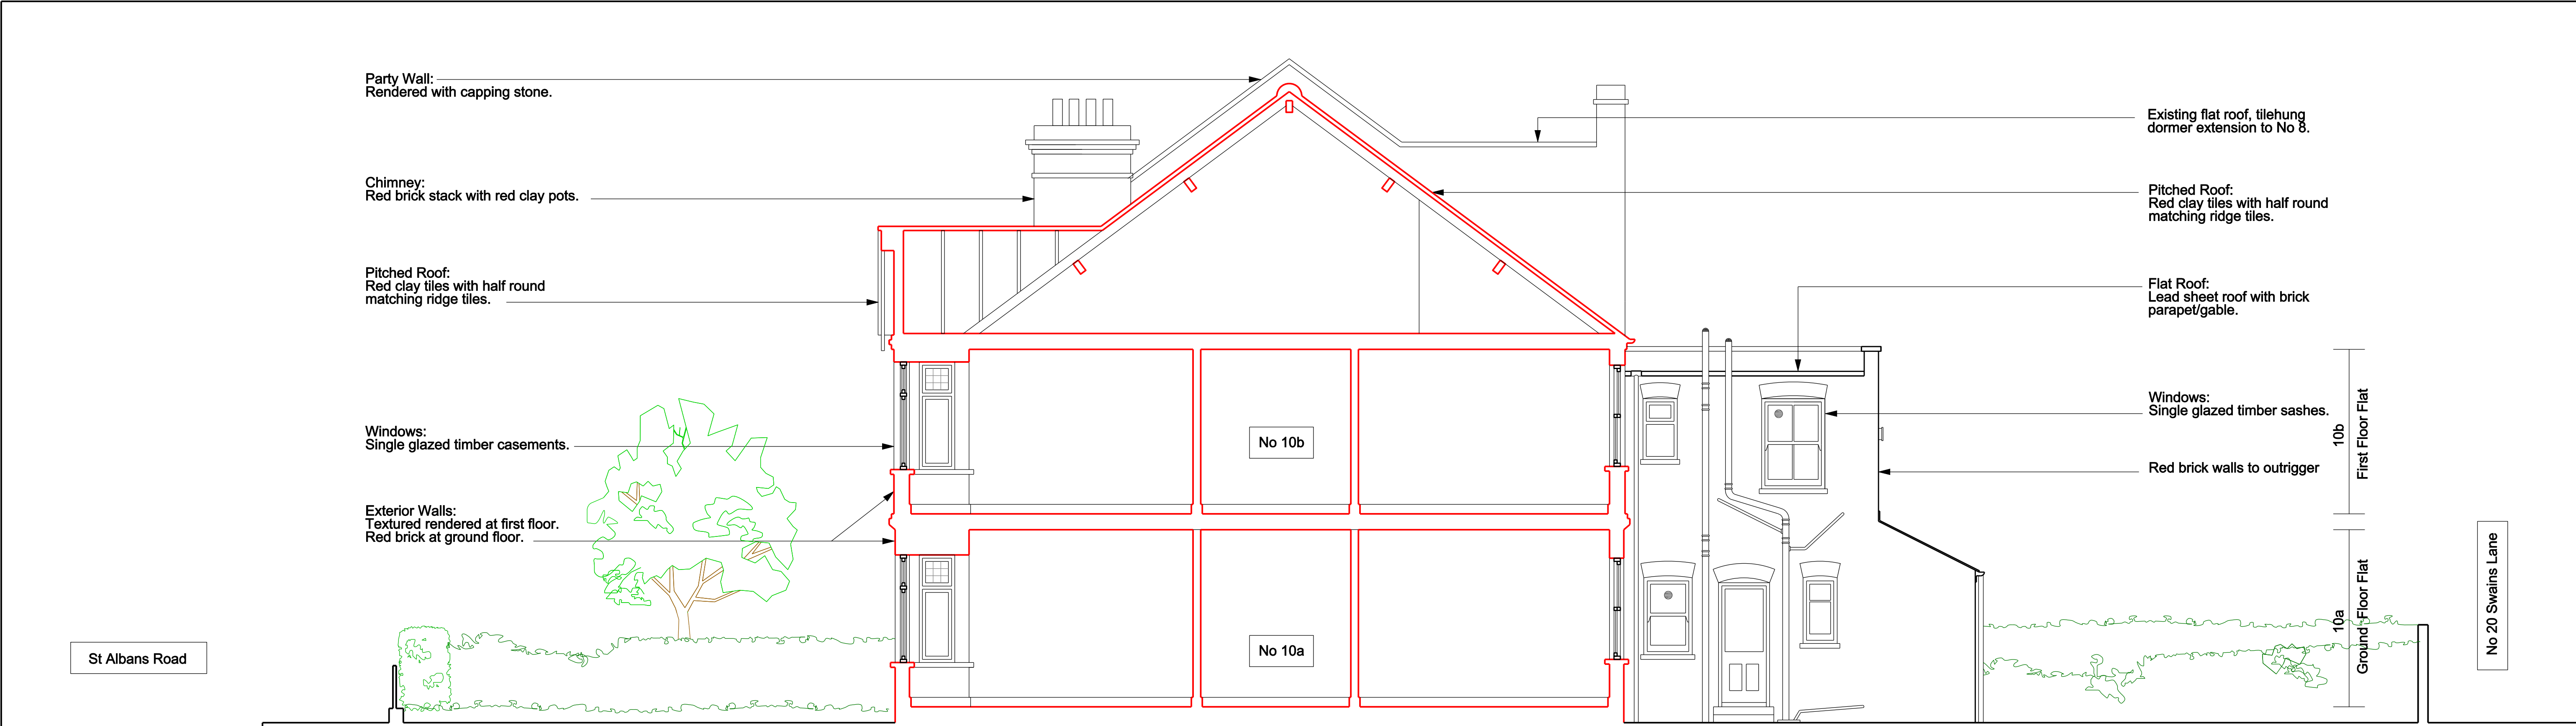 Party Wall:
Rendered with capping stone.
Chimney:
Red brick stack with red clay pots.
Pitched Roof:
Red clay tiles with half round
matching ridge tiles.
Windows:
Single glazed timber casements.
Exterior Walls:
Textured rendered at first floor.
Red brick at ground floor.
St Albans Road
No 10b
No 10a
Existing flat roof, tilehung
dormer extension to No 8.
Pitched Roof:
Red clay tiles with half round
matching ridge tiles.
Flat Roof:
Lead sheet roof with brick
parapet/gable.
Windows:
Single glazed timber sashes.
Red brick walls to outrigger
10b
First Floor Flat
10a
Ground Floor Flat
No 20 Swains Lane